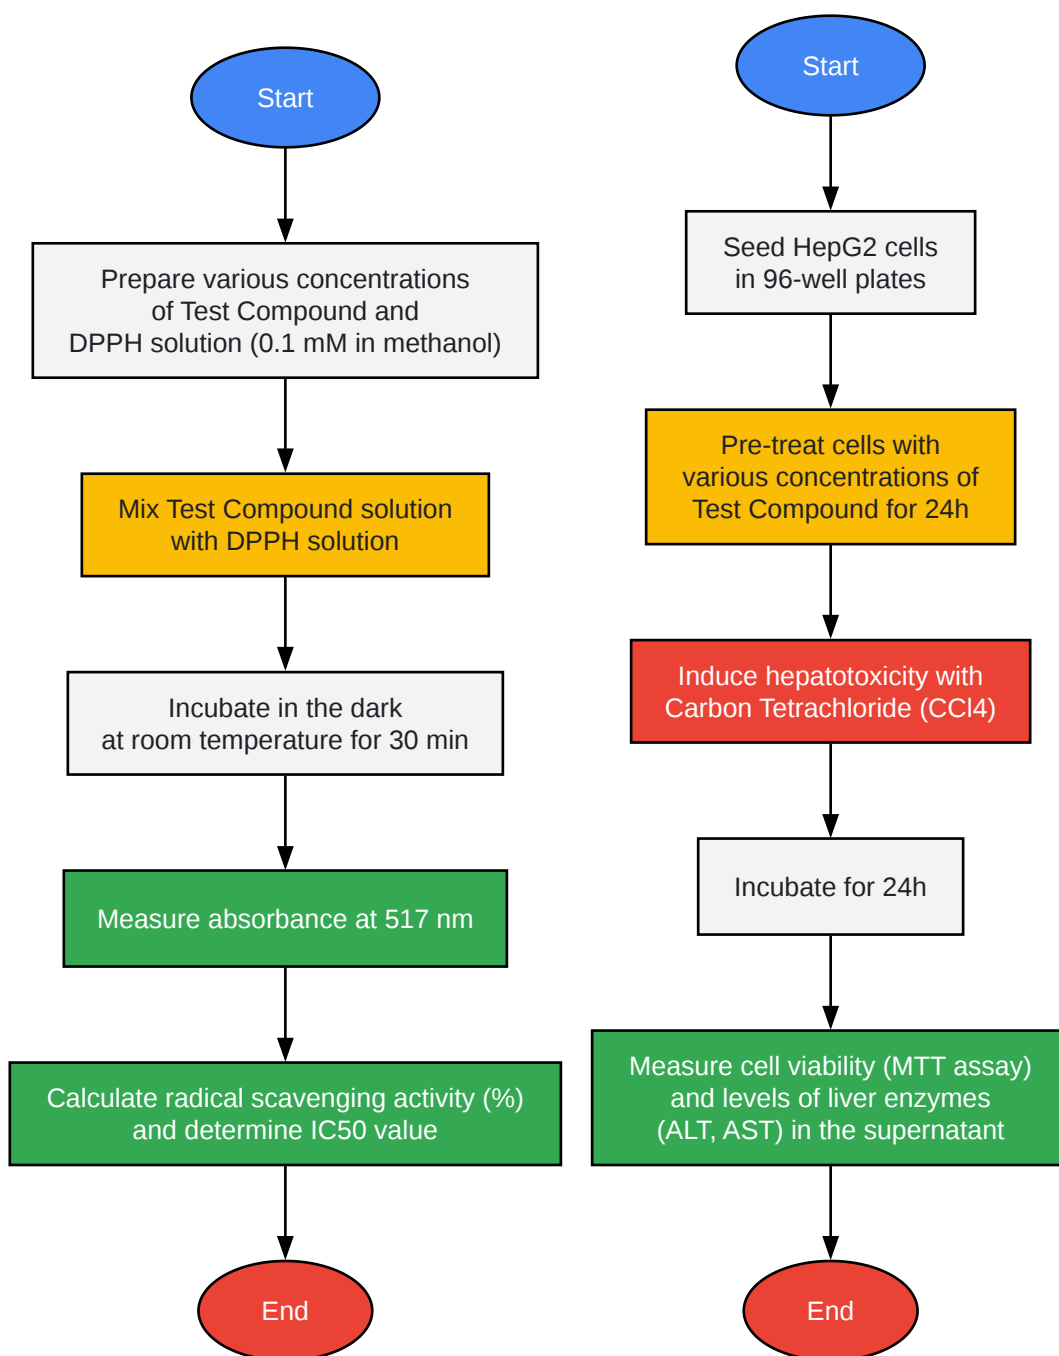 Start
Prepare various concentrations
of Test Compound and
DPPH solution (0.1 mM in methanol)
Mix Test Compound solution
with DPPH solution
Incubate in the dark
at room temperature for 30 min
Measure absorbance at 517 nm
Calculate radical scavenging activity (%)
and determine IC50 value
End
Start
Seed HepG2 cells
in 96-well plates
Pre-treat cells with
various concentrations of
Test Compound for 24h
Induce hepatotoxicity with
Carbon Tetrachloride (CCl4)
Incubate for 24h
Measure cell viability (MTT assay)
and levels of liver enzymes
(ALT, AST) in the supernatant
End